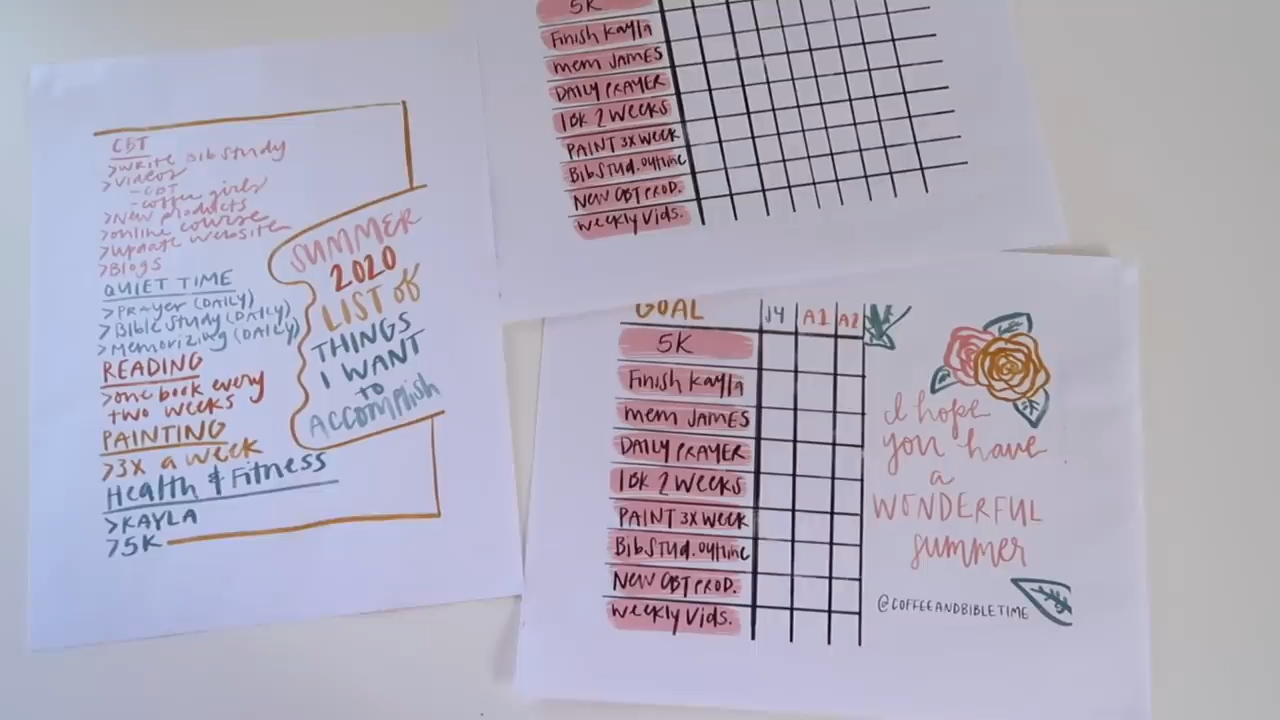 CBT
>write Bib Study
>videos
-CBT
-coffee girls
>New products
>online course
>update website
>Blogs
QUIET TIME
>PRAYER (DAILY)
>Bible Study (DAILY)
>Memorizing (DAILY)
READING
>one book every
two weeks
PAINTING
>3X a week
Health & Fitness
>KAYLA
>5K
SUMMER
2020
LIST OF
THINGS
I WANT
to
ACCOMPLISH
5K
Finish Kayla
mem JAMES
DAILY PRAYER
1BK 2 WEEKS
PAINT 3X WEEK
Bib Stud. outline
NEW CBT PROD.
weekly Vids.
GOAL J4 A1 A2
5K
Finish Kayla
mem JAMES
DAILY PRAYER
1BK 2 WEEKS
PAINT 3X WEEK
Bib Stud. outline
NEW CBT PROD.
weekly Vids.
I hope
you have
a
WONDERFUL
summer
@COFFEEANDBIBLETIME